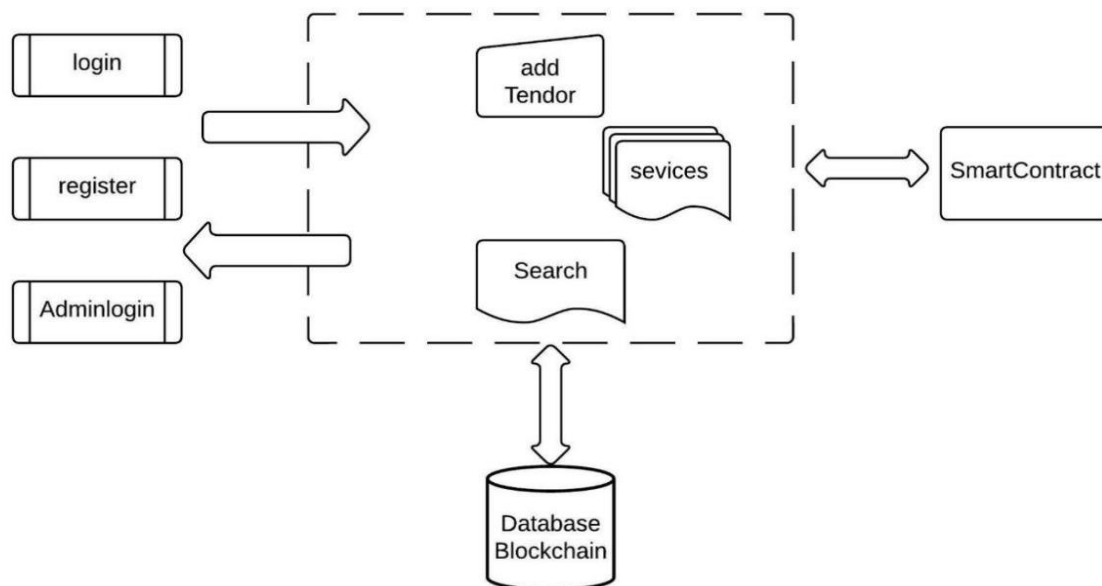 login
register
Adminlogin
add
Tendor
sevices
Search
SmartContract
Database
Blockchain